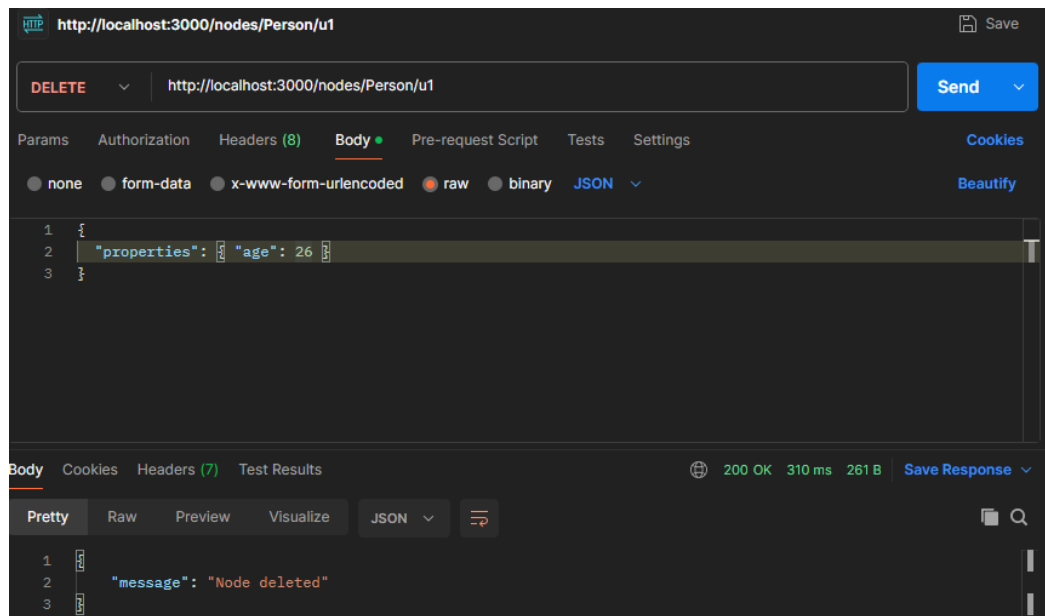 HTTP http://localhost:3000/nodes/Person/u1 Save
DELETE http://localhost:3000/nodes/Person/u1 Send
Params Authorization Headers (8) Body Pre-request Script Tests Settings Cookies
none form-data x-www-form-urlencoded raw binary JSON Beautify
1 {
2 "properties": { "age": 26 }
3 }
Body Cookies Headers (7) Test Results 200 OK 310 ms 261 B Save Response
Pretty Raw Preview Visualize JSON
1 {
2 "message": "Node deleted"
3 }